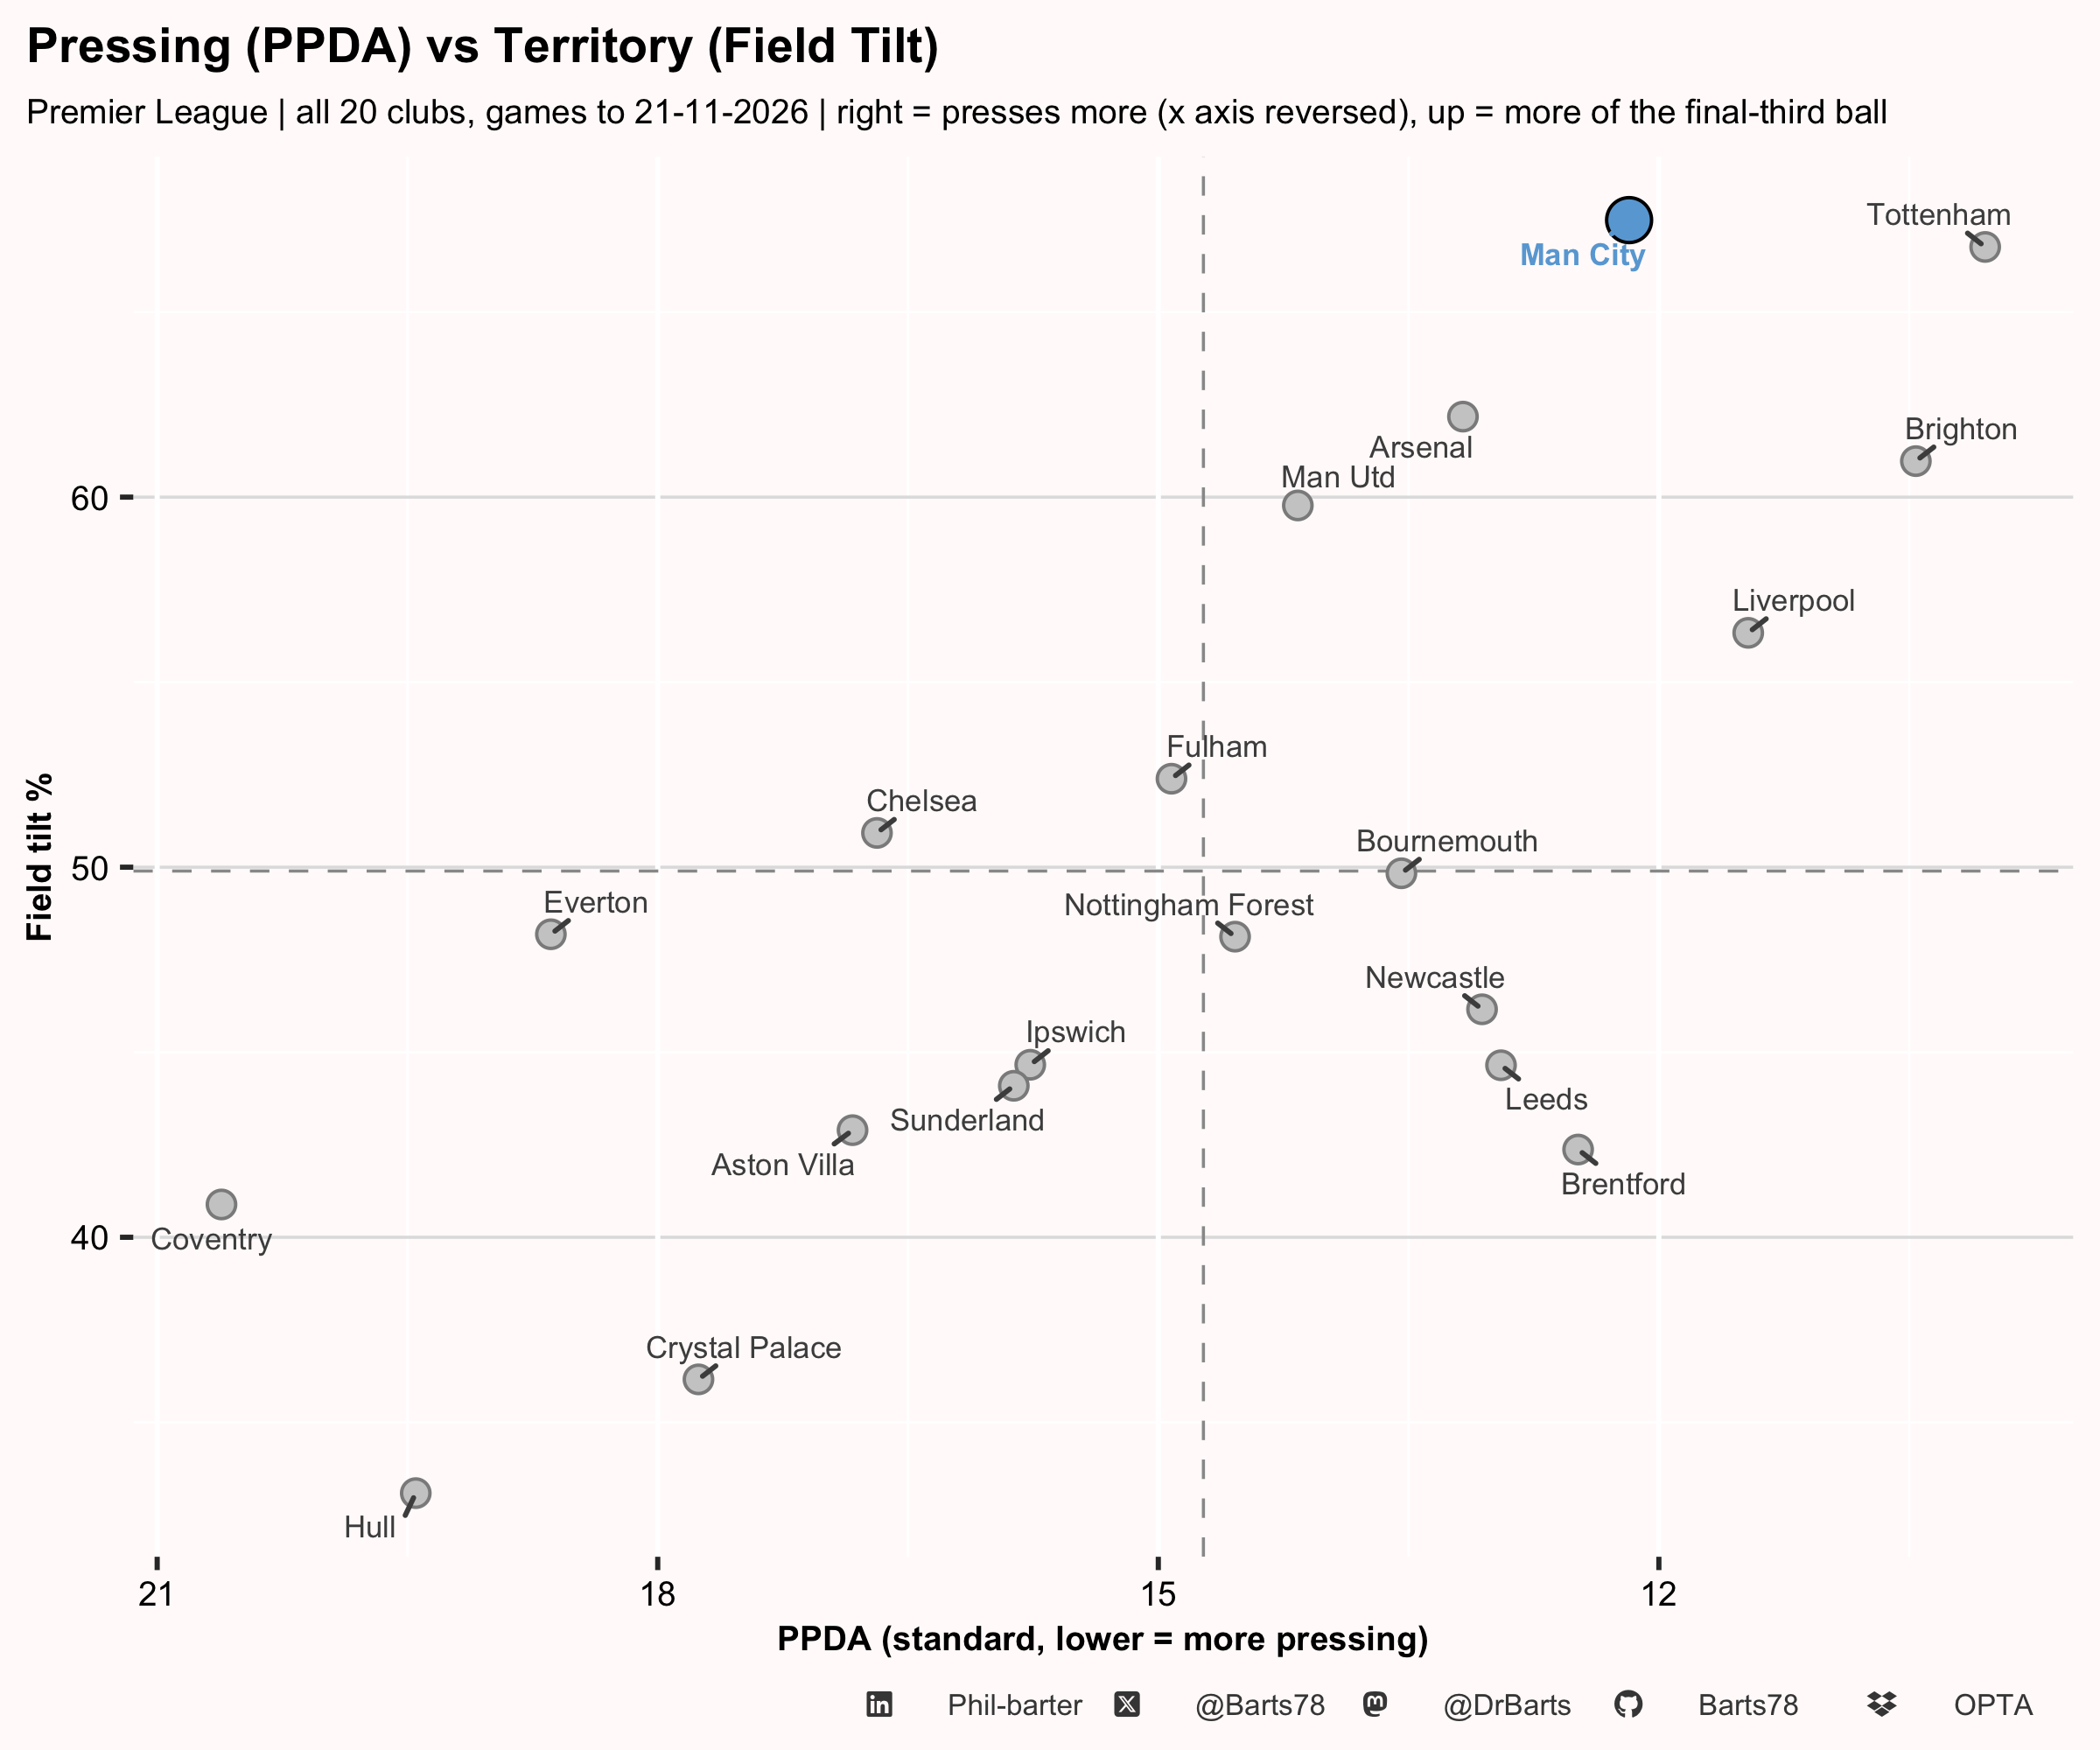 Pressing (PPDA) vs Territory (Field Tilt)
Premier League | all 20 clubs, games to 21-11-2026 | right = presses more (x axis reversed), up = more of the final-third ball
Tottenham
Man City
Brighton
Arsenal
Man Utd
60
Liverpool
Fulham
Chelsea
Bournemouth
50
Field tilt %
Everton
Nottingham Forest
Newcastle
Ipswich
Leeds
Sunderland
Aston Villa
Brentford
Coventry
40
Crystal Palace
Hull
21 18 15 12
PPDA (standard, lower = more pressing)
Phil-barter @Barts78 @DrBarts Barts78 OPTA